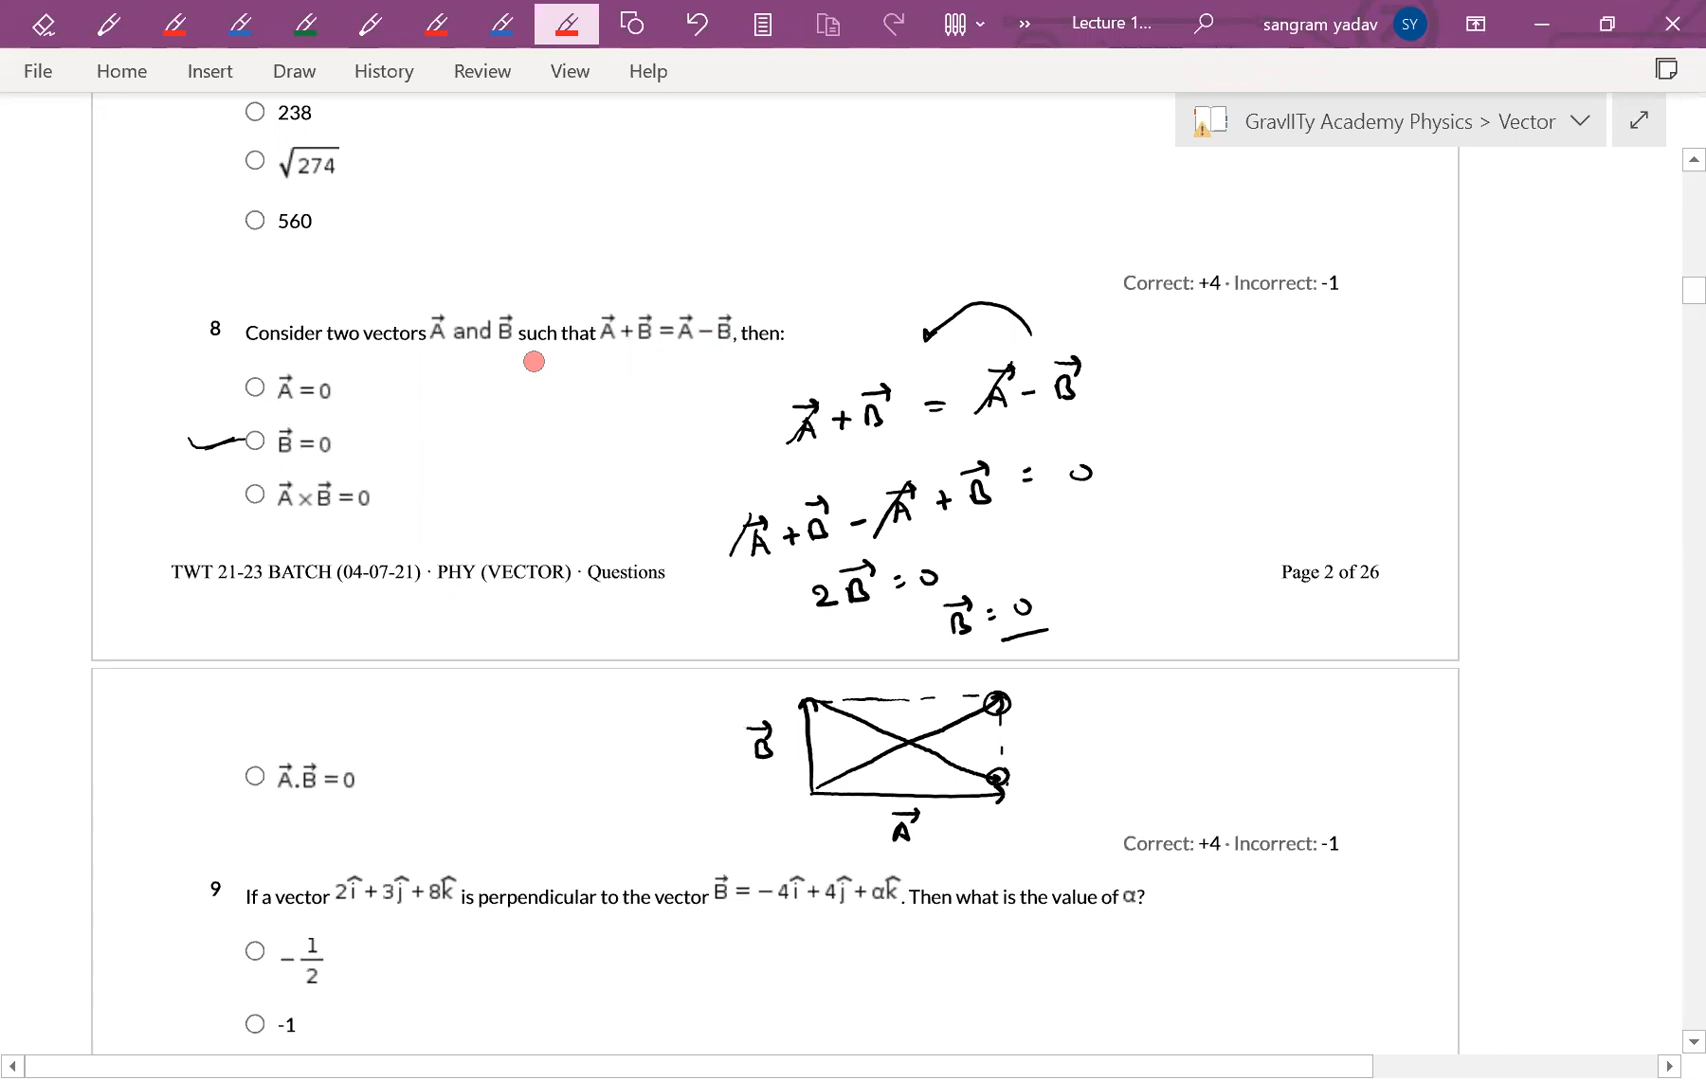 Lecture 1... sangram yadav SY
File Home Insert Draw History Review View Help
GravIITy Academy Physics > Vector
238
√274
560
Correct: +4 · Incorrect: -1
8 Consider two vectors A⃗ and B⃗ such that A⃗ + B⃗ = A⃗ − B⃗, then:
A⃗ = 0
B⃗ = 0
A⃗ × B⃗ = 0
A⃗ + B⃗ = A⃗ − B⃗
A⃗ + B⃗ − A⃗ + B⃗ = 0
2B⃗ = 0
B⃗ = 0
TWT 21-23 BATCH (04-07-21) · PHY (VECTOR) · Questions
Page 2 of 26
B⃗
A⃗
A⃗.B⃗ = 0
Correct: +4 · Incorrect: -1
9 If a vector 2î + 3ĵ + 8k̂ is perpendicular to the vector B⃗ = − 4î + 4ĵ + αk̂. Then what is the value of α?
− 1/2
-1